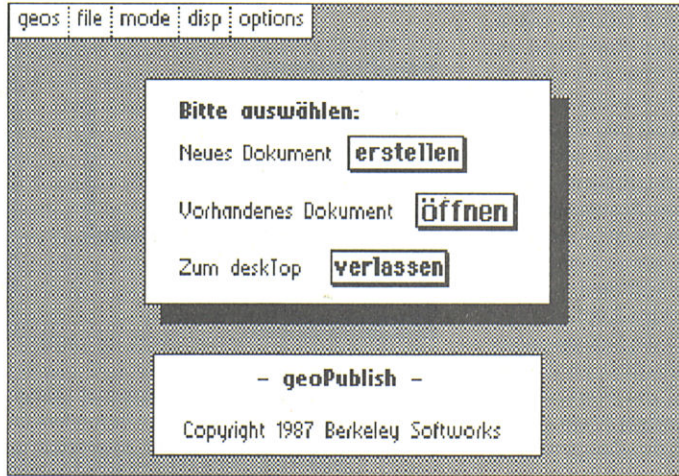 geos file mode disp options
Bitte auswählen:
Neues Dokument erstellen
Vorhandenes Dokument Öffnen
Zum deskTop verlassen
- geoPublish -
Copyright 1987 Berkeley Softworks